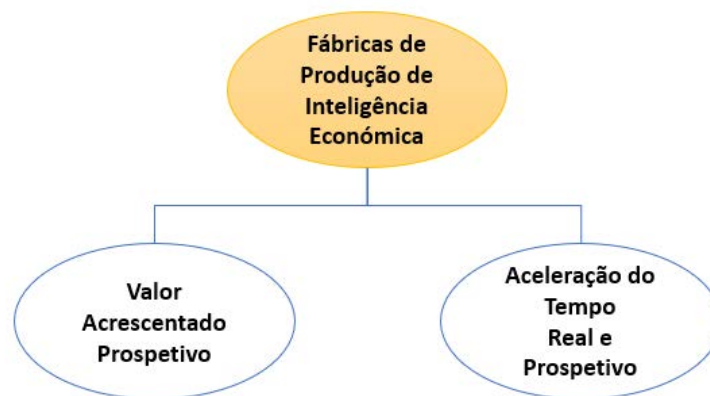 Fábricas de
Produção de
Inteligência
Económica
Valor
Acrescentado
Prospetivo
Aceleração do
Tempo
Real e
Prospetivo